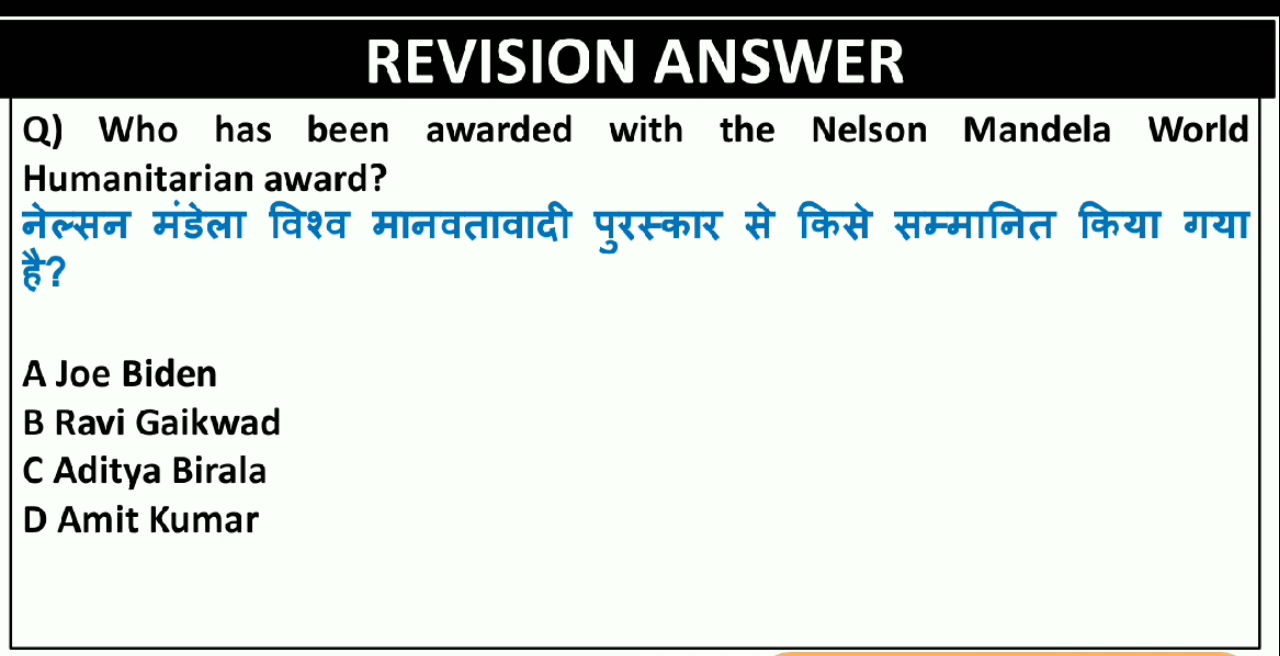 REVISION ANSWER
Q) Who has been awarded with the Nelson Mandela World
Humanitarian award?
नेल्सन मंडेला विश्व मानवतावादी पुरस्कार से किसे सम्मानित किया गया
है?
A Joe Biden
B Ravi Gaikwad
C Aditya Birala
D Amit Kumar